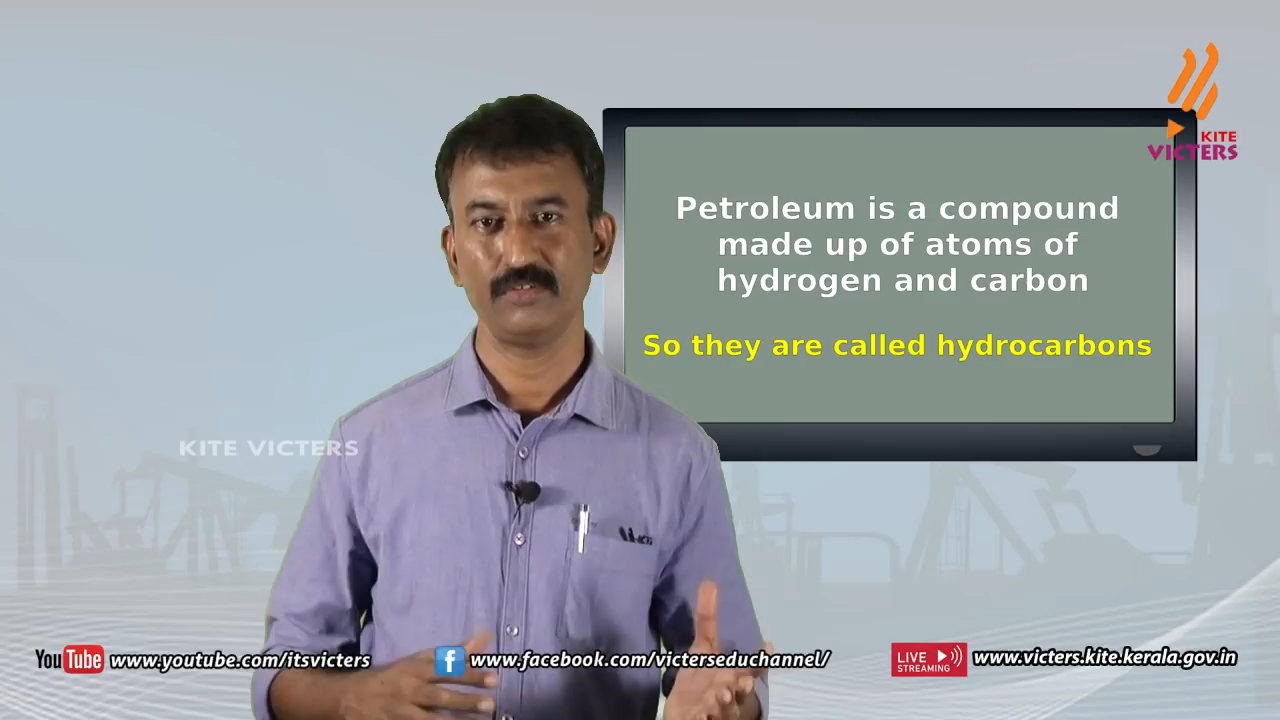 KITE
VICTERS
Petroleum is a compound
made up of atoms of
hydrogen and carbon
So they are called hydrocarbons
KITE VICTERS
YouTube www.youtube.com/itsvicters
f www.facebook.com/victerseduchannel/
LIVE
STREAMING
www.victers.kite.kerala.gov.in